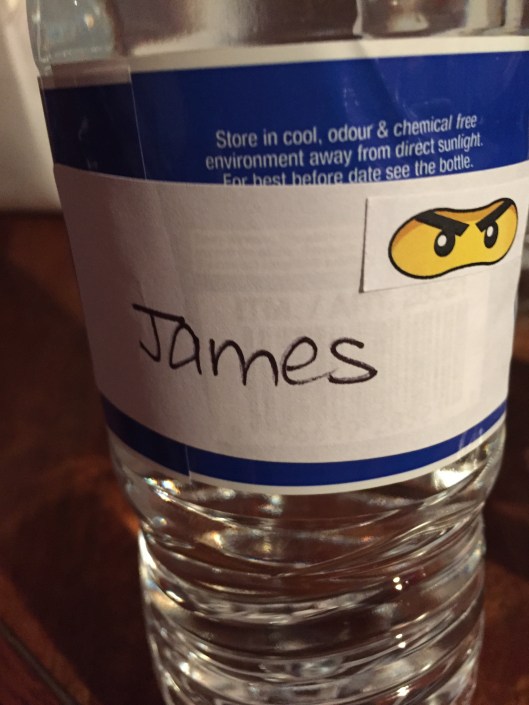 Store in cool, odour & chemical free
environment away from direct sunlight.
For best before date see the bottle.
James